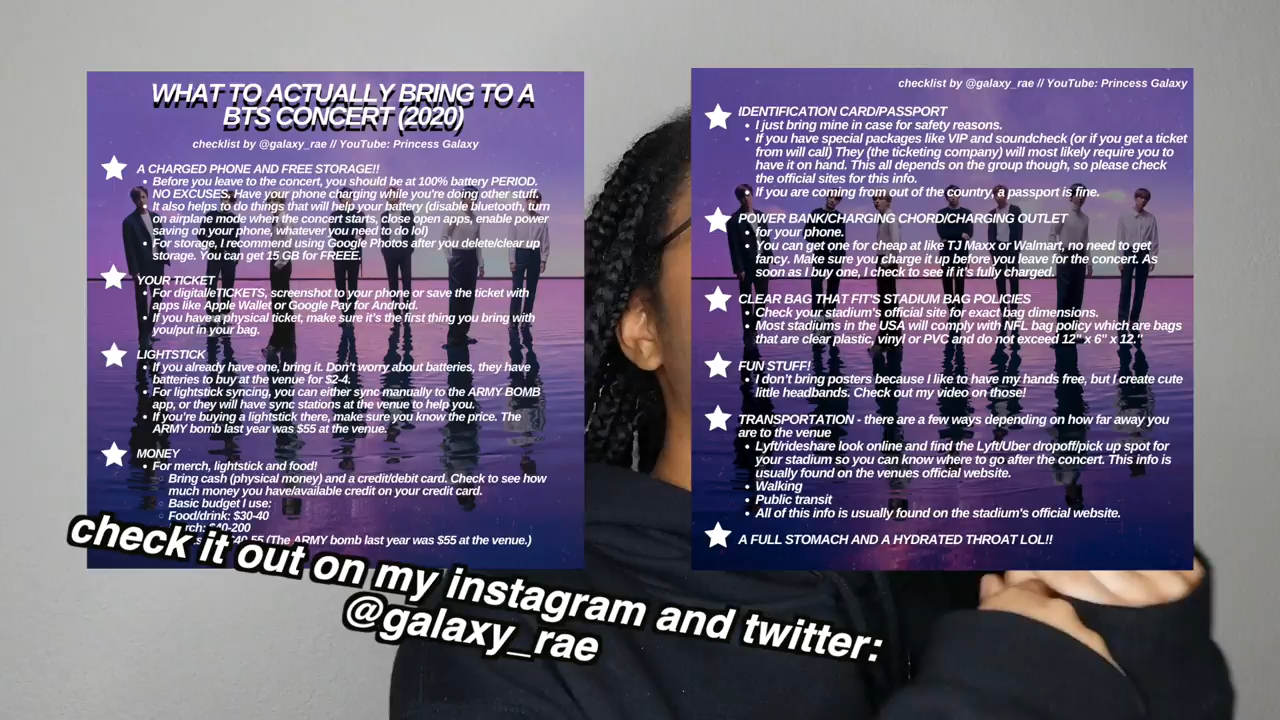 WHAT TO ACTUALLY BRING TO A
BTS CONCERT (2020)
checklist by @galaxy_rae // YouTube: Princess Galaxy
A CHARGED PHONE AND FREE STORAGE!!
• Before you leave to the concert, you should be at 100% battery PERIOD.
NO EXCUSES. Have your phone charging while you're doing other stuff.
• It also helps to do things that will help your battery (disable bluetooth, turn
on airplane mode when the concert starts, close open apps, enable power
saving on your phone, whatever you need to do lol)
• For storage, I recommend using Google Photos after you delete/clear up
storage. You can get 15 GB for FREEE.
YOUR TICKET
• For digital/eTICKETS, screenshot to your phone or save the ticket with
apps like Apple Wallet or Google Pay for Android.
• If you have a physical ticket, make sure it's the first thing you bring with
you/put in your bag.
LIGHTSTICK
• If you already have one, bring it. Don't worry about batteries, they have
batteries to buy at the venue for $2-4.
• For lightstick syncing, you can either sync manually to the ARMY BOMB
app, or they will have sync stations at the venue to help you.
• If you're buying a lightstick there, make sure you know the price. The
ARMY bomb last year was $55 at the venue.
MONEY
• For merch, lightstick and food!
○ Bring cash (physical money) and a credit/debit card. Check to see how
much money you have/available credit on your credit card.
○ Basic budget I use:
○ Food/drink: $30-40
$40-200
40-55 (The ARMY bomb last year was $55 at the venue.)
checklist by @galaxy_rae // YouTube: Princess Galaxy
IDENTIFICATION CARD/PASSPORT
• I just bring mine in case for safety reasons.
• If you have special packages like VIP and soundcheck (or if you get a ticket
from will call) They (the ticketing company) will most likely require you to
have it on hand. This all depends on the group though, so please check
the official sites for this info.
• If you are coming from out of the country, a passport is fine.
POWER BANK/CHARGING CHORD/CHARGING OUTLET
• for your phone.
• You can get one for cheap at like TJ Maxx or Walmart, no need to get
fancy. Make sure you charge it up before you leave for the concert. As
soon as I buy one, I check to see if it's fully charged.
CLEAR BAG THAT FIT'S STADIUM BAG POLICIES
• Check your stadium's official site for exact bag dimensions.
• Most stadiums in the USA will comply with NFL bag policy which are bags
that are clear plastic, vinyl or PVC and do not exceed 12" x 6" x 12."
FUN STUFF!
• I don't bring posters because I like to have my hands free, but I create cute
little headbands. Check out my video on those!
TRANSPORTATION - there are a few ways depending on how far away you
are to the venue
• Lyft/rideshare look online and find the Lyft/Uber dropoff/pick up spot for
your stadium so you can know where to go after the concert. This info is
usually found on the venues official website.
• Walking
• Public transit
• All of this info is usually found on the stadium's official website.
A FULL STOMACH AND A HYDRATED THROAT LOL!!
check it out on my instagram and twitter:
@galaxy_rae